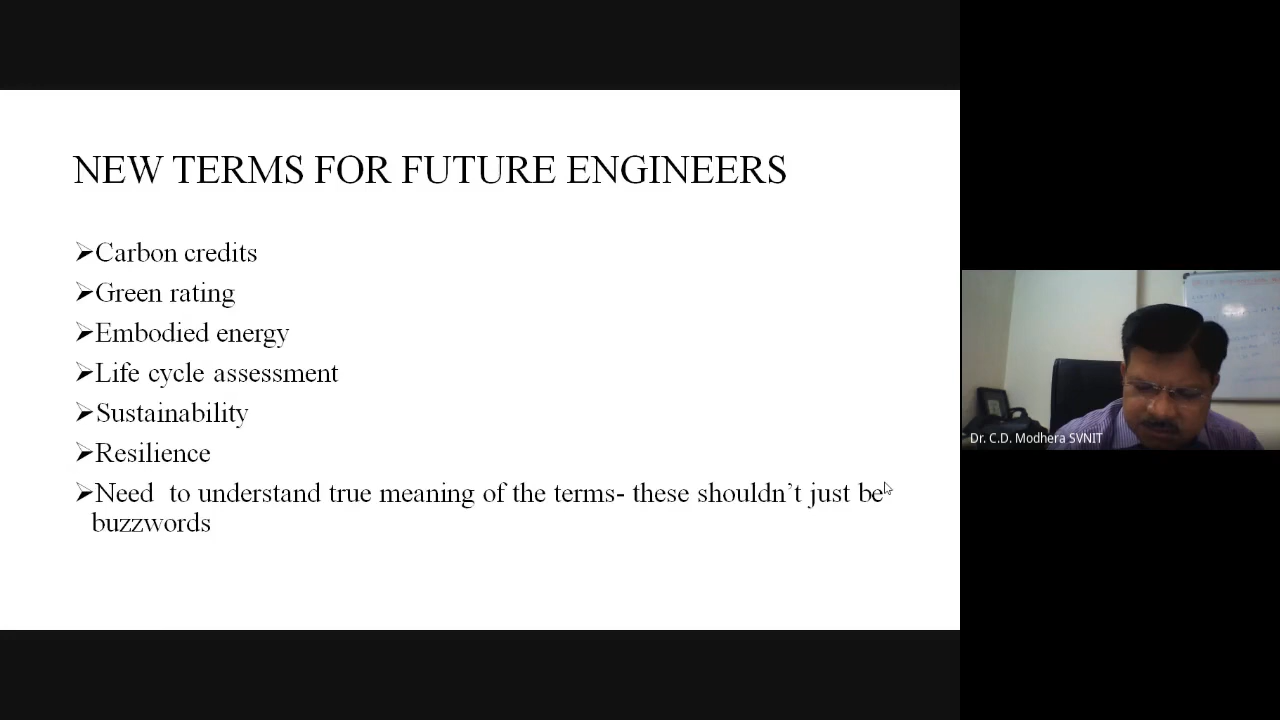 NEW TERMS FOR FUTURE ENGINEERS
➢Carbon credits
➢Green rating
➢Embodied energy
➢Life cycle assessment
➢Sustainability
➢Resilience
➢Need  to understand true meaning of the terms- these shouldn’t just be
buzzwords
Dr. C.D. Modhera SVNIT